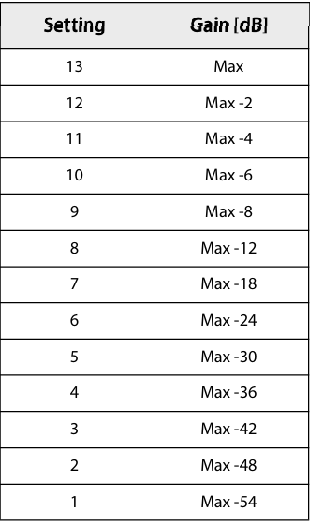 Setting Gain [dB]
13 Max
12 Max -2
11 Max -4
10 Max -6
9 Max -8
8 Max -12
7 Max -18
6 Max -24
5 Max -30
4 Max -36
3 Max -42
2 Max -48
1 Max -54